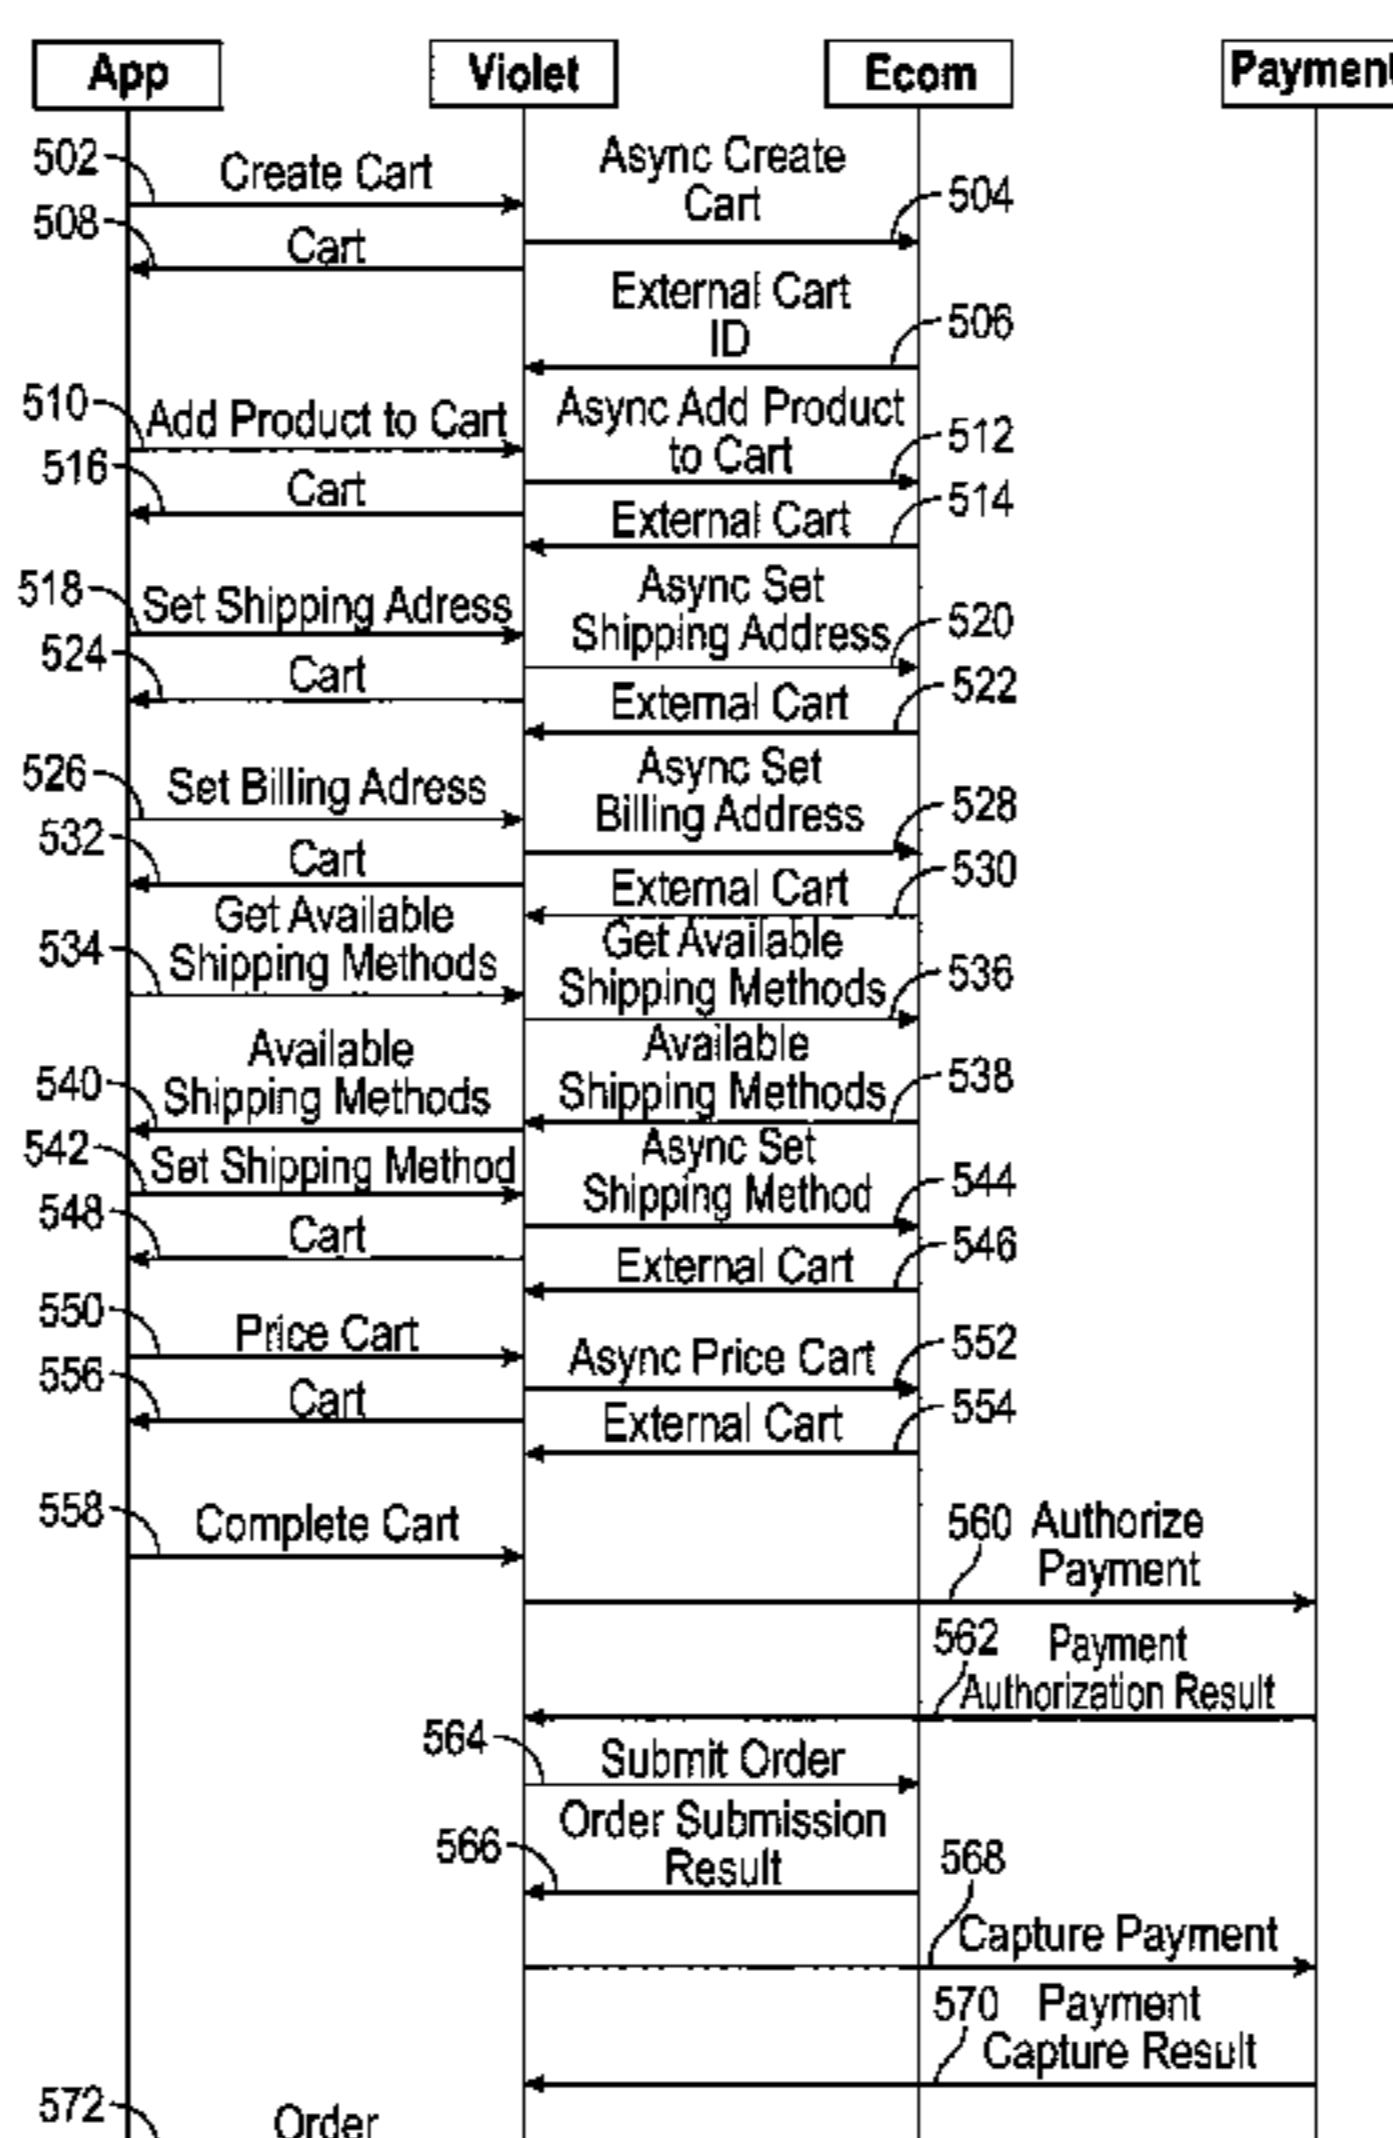 App
Violet
Ecom
Payment
502
Create Cart
Async Create
Cart
504
508
Cart
External Cart
ID
506
510
Add Product to Cart
Async Add Product
to Cart
512
516
Cart
External Cart
514
518
Set Shipping Adress
Async Set
Shipping Address
520
524
Cart
External Cart
522
526
Set Billing Adress
Async Set
Billing Address
528
532
Cart
External Cart
530
534
Get Available
Shipping Methods
Get Available
Shipping Methods
536
540
Available
Shipping Methods
Available
Shipping Methods
538
542
Set Shipping Method
Async Set
Shipping Method
544
548
Cart
External Cart
546
550
Price Cart
Async Price Cart
552
556
Cart
External Cart
554
558
Complete Cart
560
Authorize
Payment
562
Payment
Authorization Result
564
Submit Order
566
Order Submission
Result
568
Capture Payment
570
Payment
Capture Result
572
Order